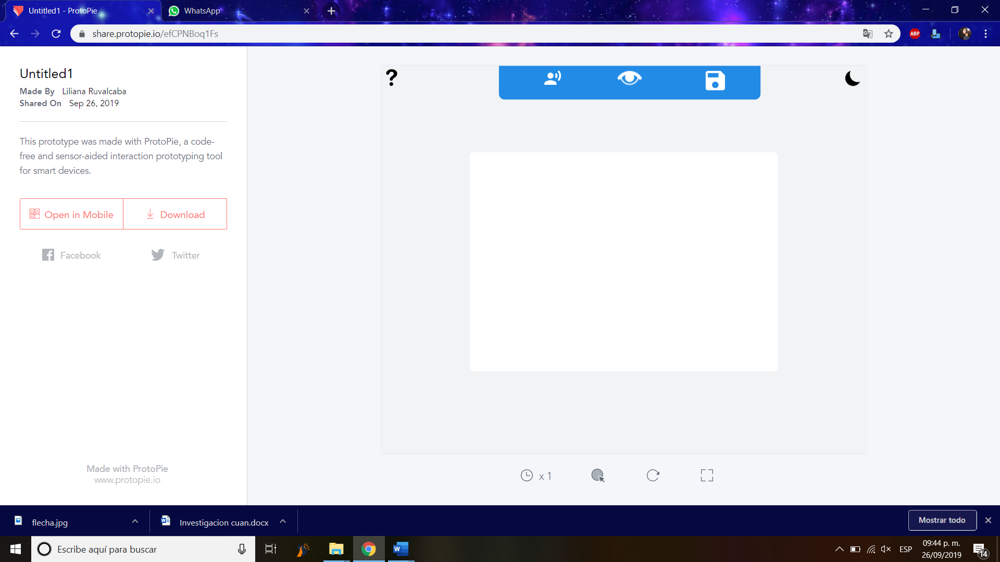 Untitled1 - ProtoPie
WhatsApp
share.protopie.io/efCPNBoq1Fs
ABP
Untitled1
Made By Liliana Ruvalcaba
Shared On Sep 26, 2019
This prototype was made with ProtoPie, a code-
free and sensor-aided interaction prototyping tool
for smart devices.
Open in Mobile
Download
Facebook
Twitter
Made with ProtoPie
www.protopie.io
?
x 1
flecha.jpg
Investigacion cuan.docx
Mostrar todo
Escribe aquí para buscar
ESP
09:44 p. m.
26/09/2019
14